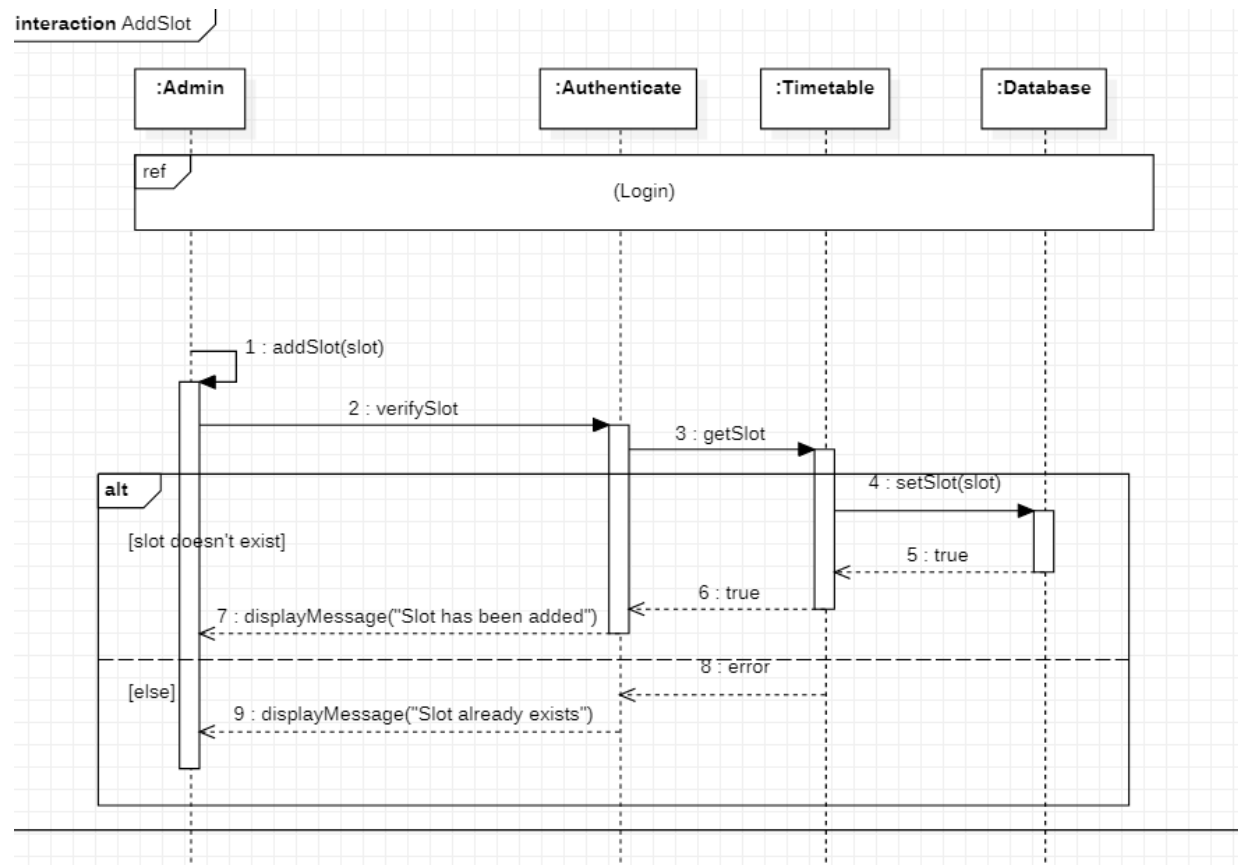 interaction AddSlot
:Admin
:Authenticate
:Timetable
:Database
ref
(Login)
1 : addSlot(slot)
2 : verifySlot
3 : getSlot
alt
4 : setSlot(slot)
[slot doesn't exist]
5 : true
6 : true
7 : displayMessage("Slot has been added")
8 : error
[else]
9 : displayMessage("Slot already exists")